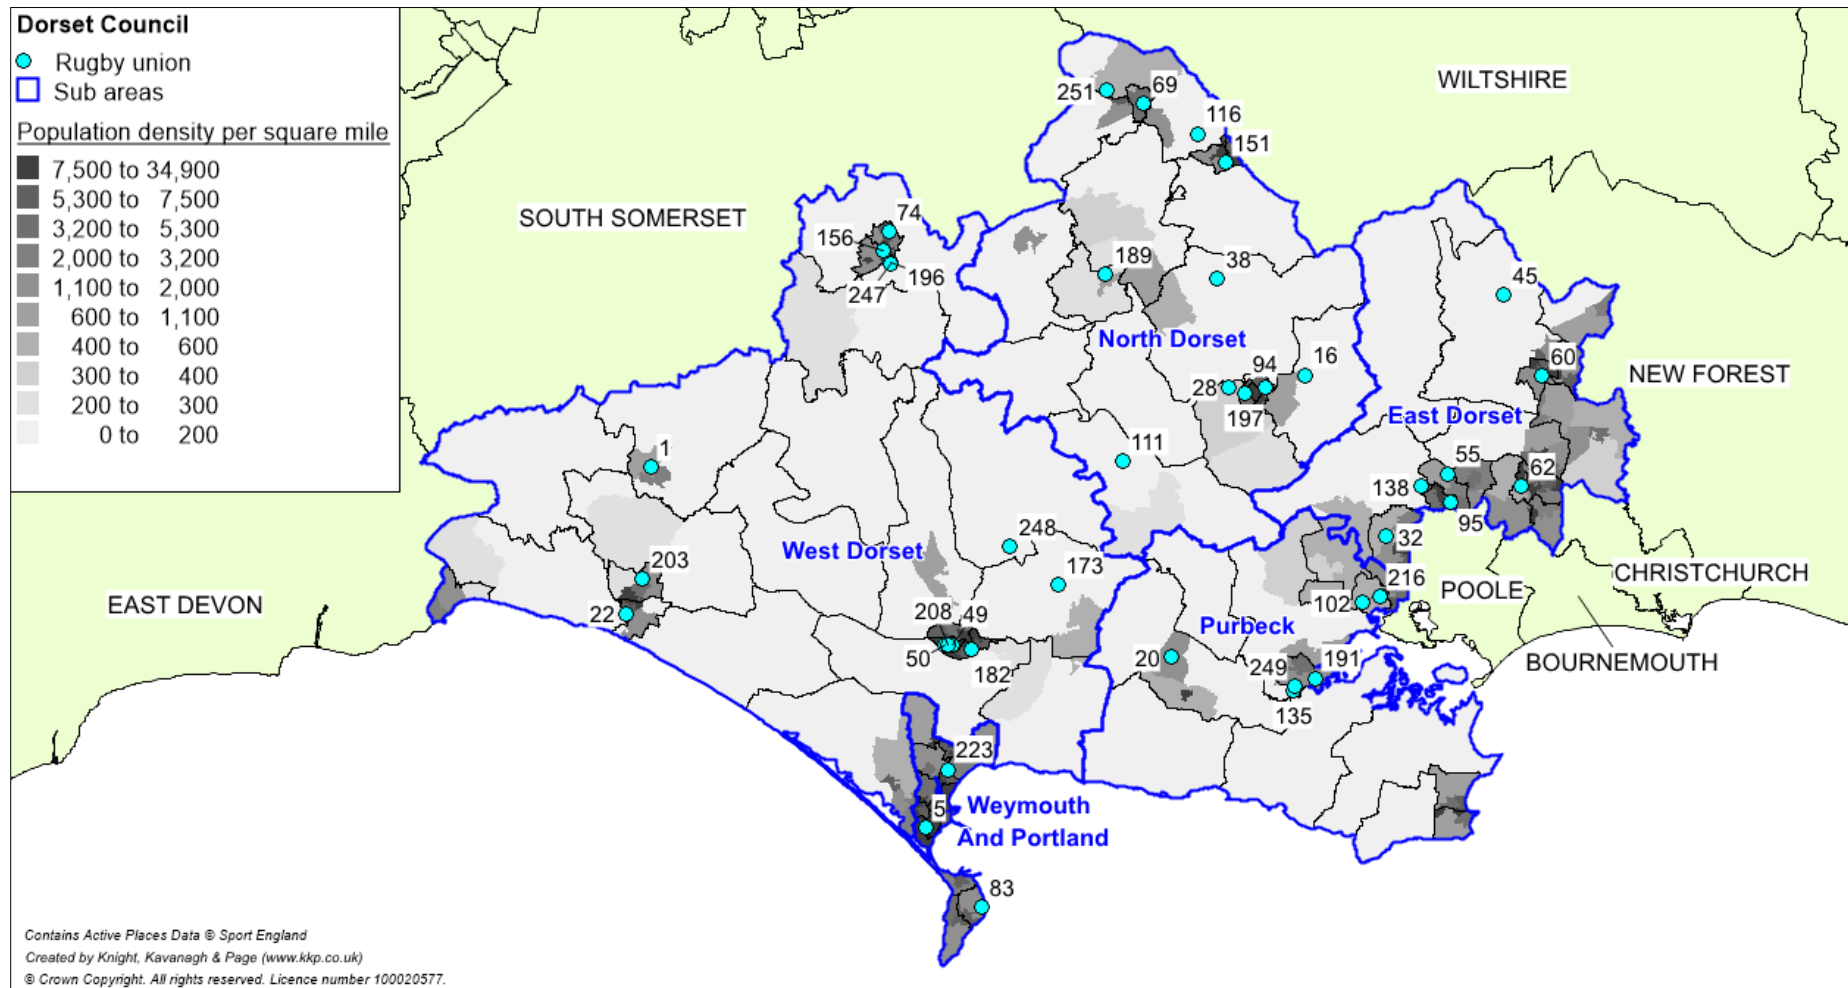 Dorset Council
Rugby union
Sub areas
Population density per square mile
7,500 to 34,900
5,300 to 7,500
3,200 to 5,300
2,000 to 3,200
1,100 to 2,000
600 to 1,100
400 to 600
300 to 400
200 to 300
0 to 200
WILTSHIRE
251
69
116
151
SOUTH SOMERSET
74
156
196
247
189
38
45
North Dorset
60
NEW FOREST
94
16
28
197
East Dorset
1
111
55
62
138
95
248
32
West Dorset
203
173
CHRISTCHURCH
216
POOLE
102
EAST DEVON
22
208
49
Purbeck
50
182
20
249
191
BOURNEMOUTH
135
223
5
Weymouth
And Portland
83
Contains Active Places Data © Sport England
Created by Knight, Kavanagh & Page (www.kkp.co.uk)
© Crown Copyright. All rights reserved. Licence number 100020577.